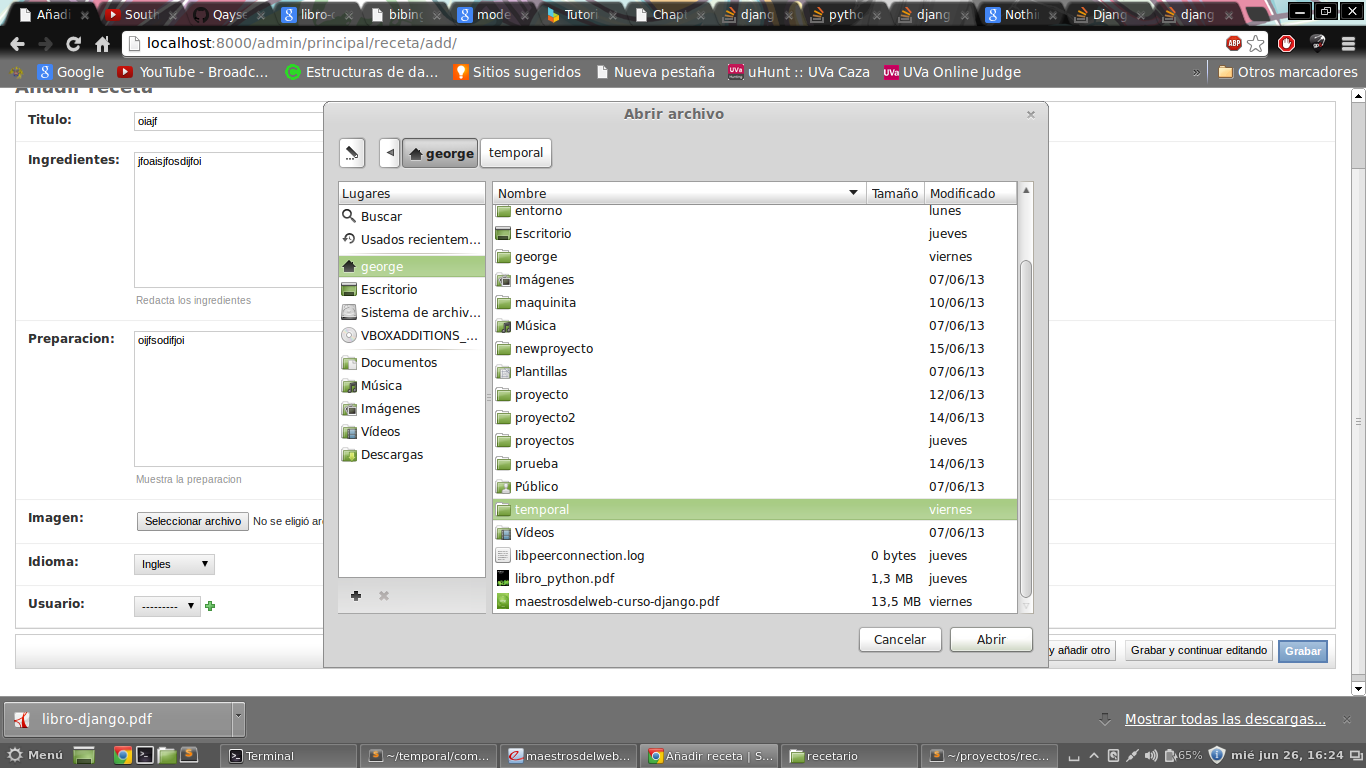 Añadi
South
Qayse
libro-c
bibing
mode
Tutori
Chapt
djang
pytho
djang
Nothi
Djang
djang
localhost:8000/admin/principal/receta/add/
ABP
Google
YouTube - Broadc...
Estructuras de da...
Sitios sugeridos
Nueva pestaña
uHunt :: UVa Caza
UVa Online Judge
»
Otros marcadores
Añadir receta
Titulo:
oiajf
Ingredientes:
jfoaisjfosdijfoi
Redacta los ingredientes
Preparacion:
oijfsodifjoi
Muestra la preparacion
Imagen:
Seleccionar archivo
No se eligió ar
Idioma:
Ingles
Usuario:
---------
Abrir archivo
george
temporal
Lugares
Buscar
Usados recientem...
george
Escritorio
Sistema de archiv...
VBOXADDITIONS_...
Documentos
Música
Imágenes
Vídeos
Descargas
Nombre Tamaño Modificado
entorno lunes
Escritorio jueves
george viernes
Imágenes 07/06/13
maquinita 10/06/13
Música 07/06/13
newproyecto 15/06/13
Plantillas 07/06/13
proyecto 12/06/13
proyecto2 14/06/13
proyectos jueves
prueba 14/06/13
Público 07/06/13
temporal viernes
Vídeos 07/06/13
libpeerconnection.log 0 bytes jueves
libro_python.pdf 1,3 MB jueves
maestrosdelweb-curso-django.pdf 13,5 MB viernes
Cancelar
Abrir
y añadir otro
Grabar y continuar editando
Grabar
libro-django.pdf
Mostrar todas las descargas...
Menú
Terminal
~/temporal/com...
maestrosdelweb...
Añadir receta | S...
recetario
~/proyectos/rec...
65%
mié jun 26, 16:24